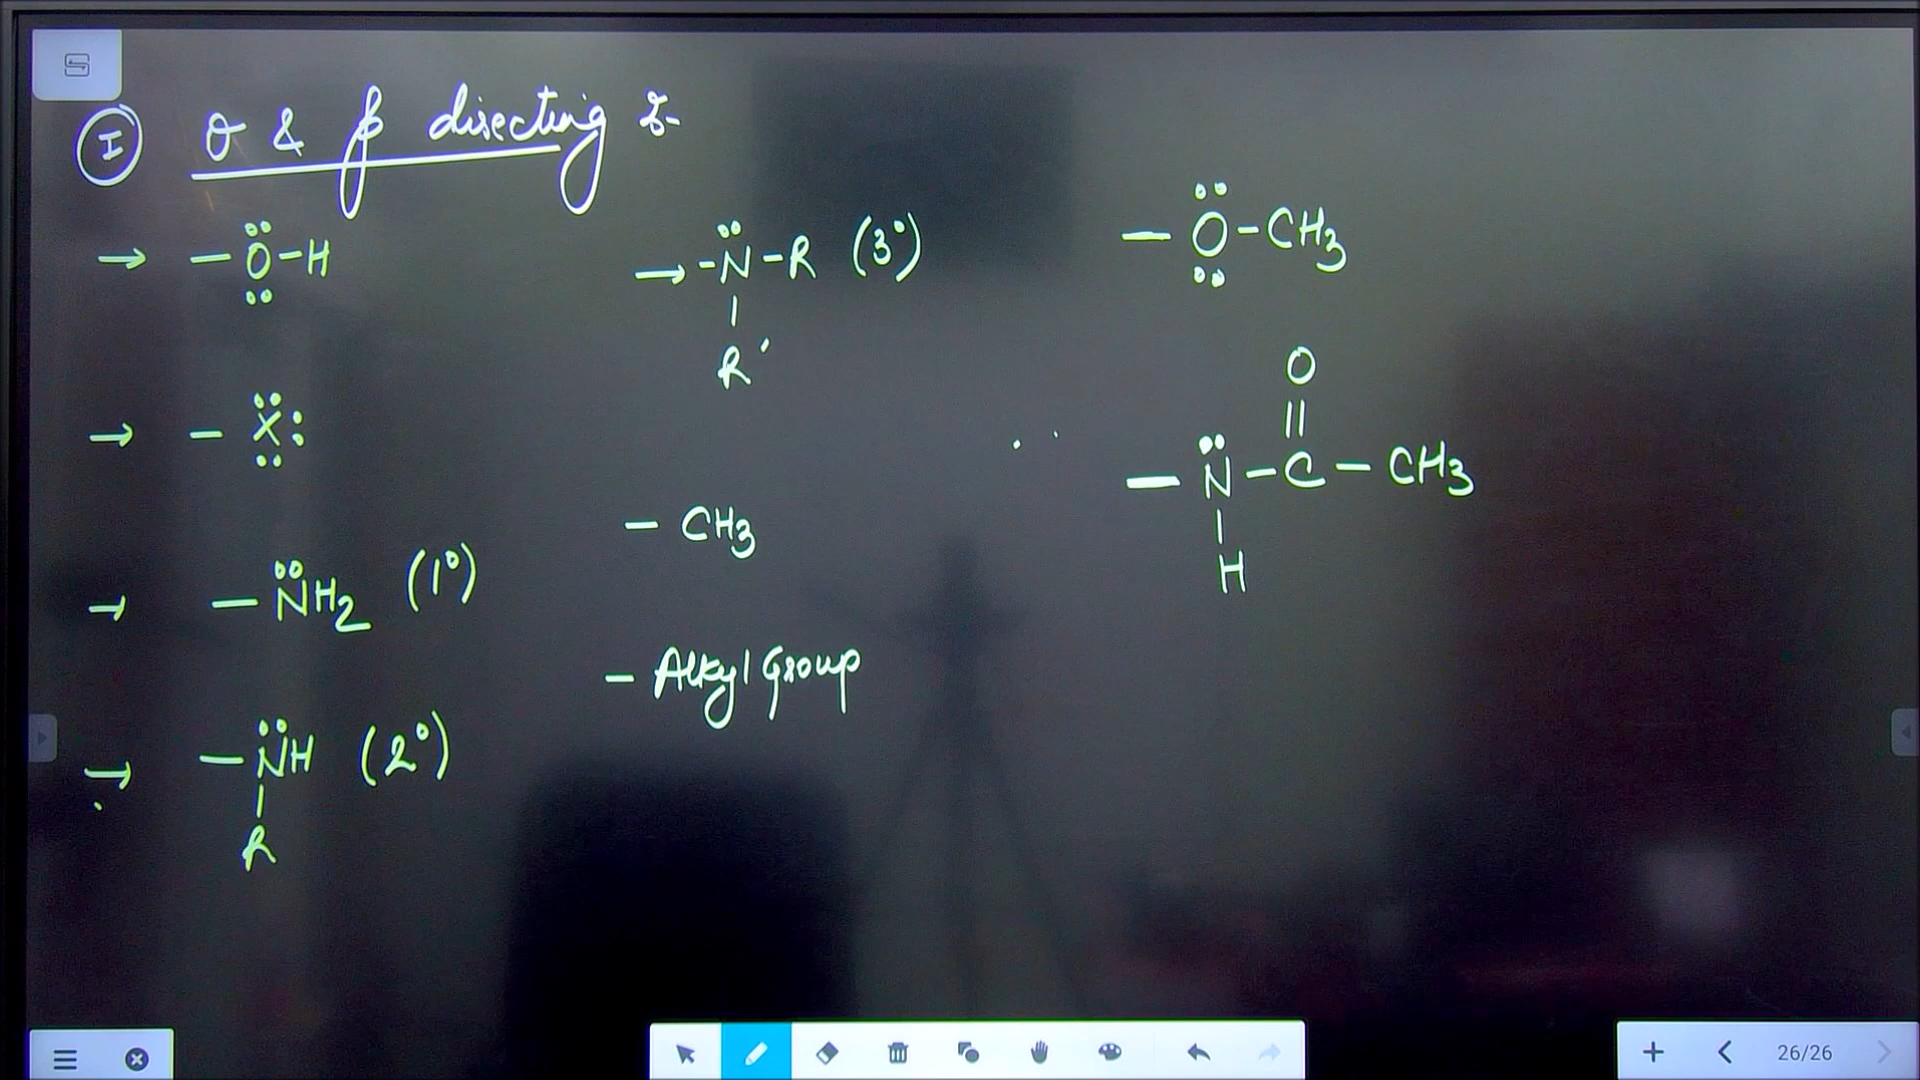 I O & p directing :-
→ -Ö-H
→ -N̈-R (3°)
|
R'
-Ö-CH3
→ -Ẍ:
O
||
-N̈-C-CH3
|
H
-CH3
→ -N̈H2 (1°)
-Alkyl Group
→ -N̈H (2°)
|
R
26/26